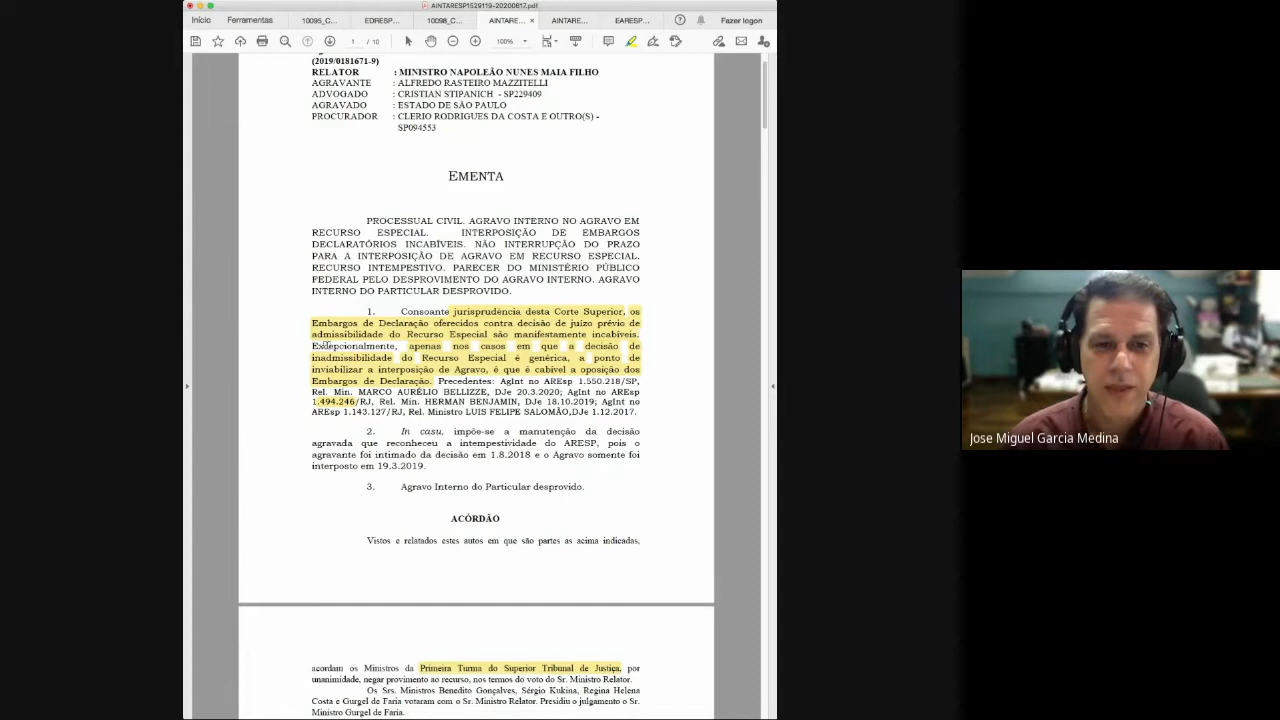 AINTARESP1529119-20200617.pdf
Início Ferramentas 10095_C... EDRESP... 10098_C... AINTARE... × AINTARE... EARESP... Fazer logon
1 / 10 100%
(2019/0181671-9)
RELATOR : MINISTRO NAPOLEÃO NUNES MAIA FILHO
AGRAVANTE : ALFREDO RASTEIRO MAZZITELLI
ADVOGADO : CRISTIAN STIPANICH - SP229409
AGRAVADO : ESTADO DE SÃO PAULO
PROCURADOR : CLERIO RODRIGUES DA COSTA E OUTRO(S) -
SP094553
EMENTA
PROCESSUAL CIVIL. AGRAVO INTERNO NO AGRAVO EM
RECURSO ESPECIAL. INTERPOSIÇÃO DE EMBARGOS
DECLARATÓRIOS INCABÍVEIS. NÃO INTERRUPÇÃO DO PRAZO
PARA A INTERPOSIÇÃO DE AGRAVO EM RECURSO ESPECIAL.
RECURSO INTEMPESTIVO. PARECER DO MINISTÉRIO PÚBLICO
FEDERAL PELO DESPROVIMENTO DO AGRAVO INTERNO. AGRAVO
INTERNO DO PARTICULAR DESPROVIDO.
1. Consoante jurisprudência desta Corte Superior, os
Embargos de Declaração oferecidos contra decisão de juízo prévio de
admissibilidade do Recurso Especial são manifestamente incabíveis.
Excepcionalmente, apenas nos casos em que a decisão de
inadmissibilidade do Recurso Especial é genérica, a ponto de
inviabilizar a interposição de Agravo, é que é cabível a oposição dos
Embargos de Declaração. Precedentes: AgInt no AREsp 1.550.218/SP,
Rel. Min. MARCO AURÉLIO BELLIZZE, DJe 20.3.2020; AgInt no AREsp
1.494.246/RJ, Rel. Min. HERMAN BENJAMIN, DJe 18.10.2019; AgInt no
AREsp 1.143.127/RJ, Rel. Ministro LUIS FELIPE SALOMÃO,DJe 1.12.2017.
2. In casu, impõe-se a manutenção da decisão
agravada que reconheceu a intempestividade do ARESP, pois o
agravante foi intimado da decisão em 1.8.2018 e o Agravo somente foi
interposto em 19.3.2019.
3. Agravo Interno do Particular desprovido.
ACÓRDÃO
Vistos e relatados estes autos em que são partes as acima indicadas,
acordam os Ministros da Primeira Turma do Superior Tribunal de Justiça, por
unanimidade, negar provimento ao recurso, nos termos do voto do Sr. Ministro Relator.
Os Srs. Ministros Benedito Gonçalves, Sérgio Kukina, Regina Helena
Costa e Gurgel de Faria votaram com o Sr. Ministro Relator. Presidiu o julgamento o Sr.
Ministro Gurgel de Faria.
Jose Miguel Garcia Medina